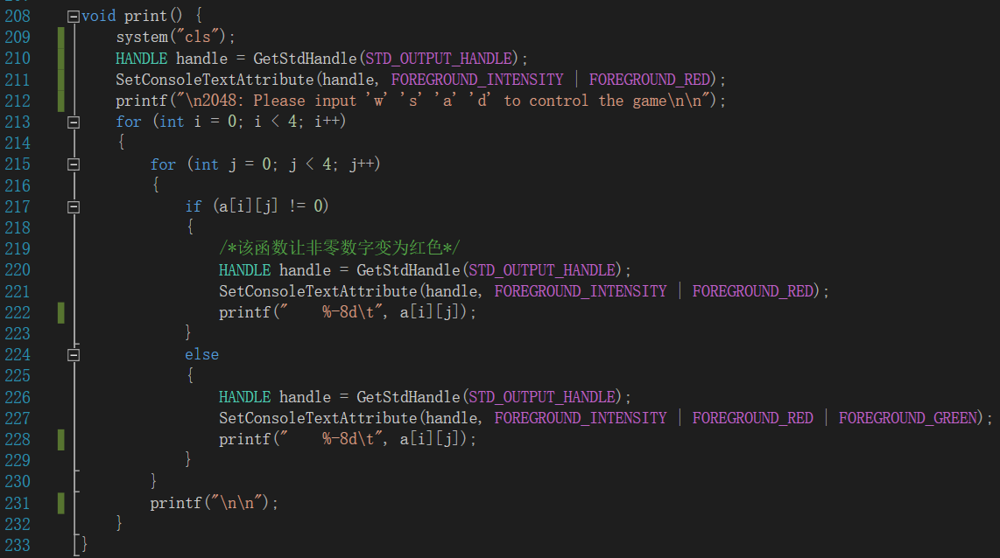 208 void print() {
209 system("cls");
210 HANDLE handle = GetStdHandle(STD_OUTPUT_HANDLE);
211 SetConsoleTextAttribute(handle, FOREGROUND_INTENSITY | FOREGROUND_RED);
212 printf("\n2048: Please input 'w' 's' 'a' 'd' to control the game\n\n");
213 for (int i = 0; i < 4; i++)
214 {
215 for (int j = 0; j < 4; j++)
216 {
217 if (a[i][j] != 0)
218 {
219 /*该函数让非零数字变为红色*/
220 HANDLE handle = GetStdHandle(STD_OUTPUT_HANDLE);
221 SetConsoleTextAttribute(handle, FOREGROUND_INTENSITY | FOREGROUND_RED);
222 printf("    %-8d\t", a[i][j]);
223 }
224 else
225 {
226 HANDLE handle = GetStdHandle(STD_OUTPUT_HANDLE);
227 SetConsoleTextAttribute(handle, FOREGROUND_INTENSITY | FOREGROUND_RED | FOREGROUND_GREEN);
228 printf("    %-8d\t", a[i][j]);
229 }
230 }
231 printf("\n\n");
232 }
233 }